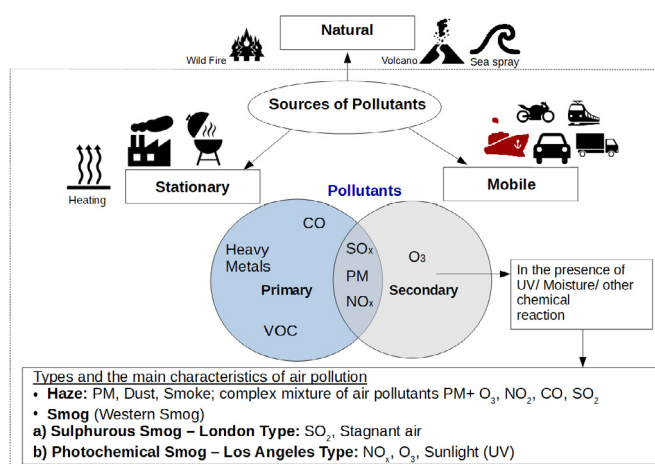 Natural
Wild Fire
Volcano
Sea spray
Sources of Pollutants
Heating
Stationary
Mobile
Pollutants
CO
Heavy
Metals
Primary
VOC
SOₓ
PM
NOₓ
O₃
Secondary
In the presence of
UV/ Moisture/ other
chemical
reaction
Types and the main characteristics of air pollution
• Haze: PM, Dust, Smoke; complex mixture of air pollutants PM+ O₃, NO₂, CO, SO₂
• Smog (Western Smog)
a) Sulphurous Smog – London Type: SO₂, Stagnant air
b) Photochemical Smog – Los Angeles Type: NOₓ, O₃, Sunlight (UV)